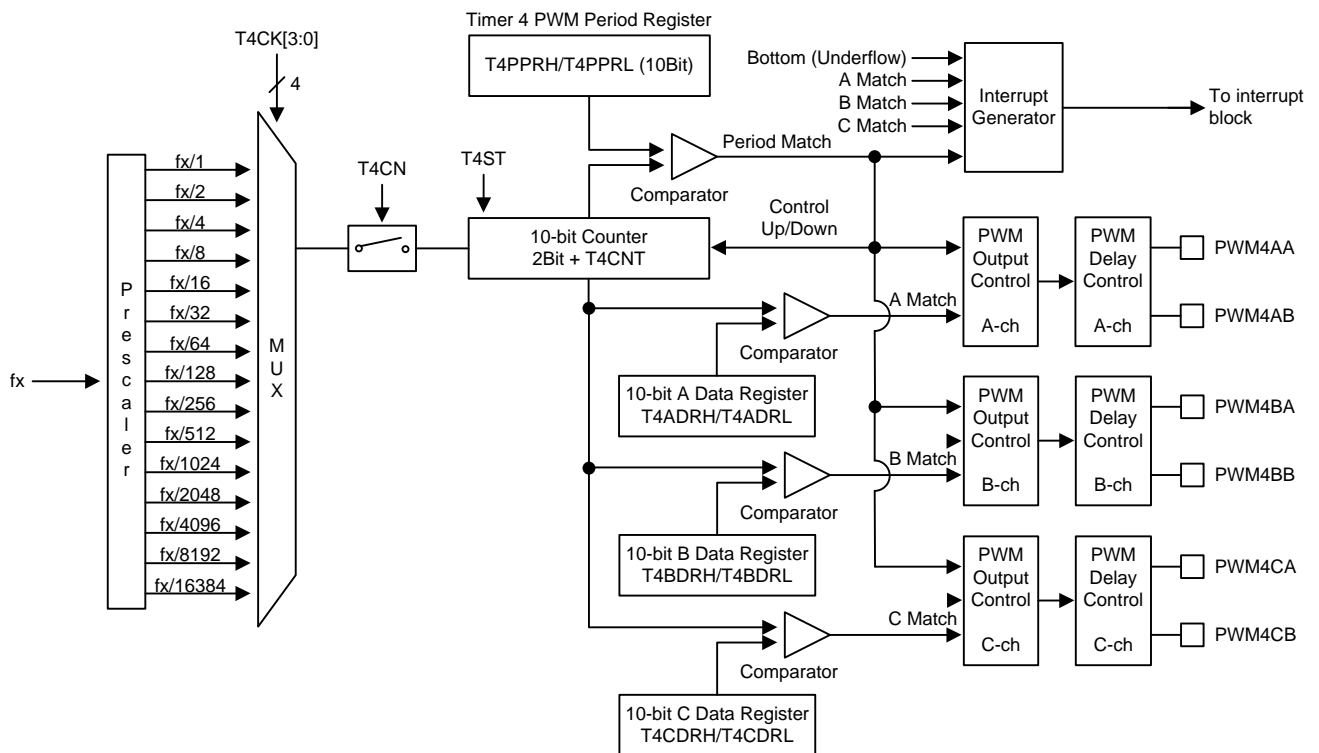 Timer 4 PWM Period Register
T4PPRH/T4PPRL (10Bit)
T4CK[3:0]
4
Bottom (Underflow)
A Match
B Match
C Match
Interrupt
Generator
To interrupt
block
Period Match
Comparator
fx
Prescaler
fx/1
fx/2
fx/4
fx/8
fx/16
fx/32
fx/64
fx/128
fx/256
fx/512
fx/1024
fx/2048
fx/4096
fx/8192
fx/16384
MUX
T4CN
T4ST
10-bit Counter
2Bit + T4CNT
Control
Up/Down
A Match
Comparator
10-bit A Data Register
T4ADRH/T4ADRL
PWM
Output
Control
A-ch
PWM
Delay
Control
A-ch
PWM4AA
PWM4AB
B Match
Comparator
10-bit B Data Register
T4BDRH/T4BDRL
PWM
Output
Control
B-ch
PWM
Delay
Control
B-ch
PWM4BA
PWM4BB
C Match
Comparator
10-bit C Data Register
T4CDRH/T4CDRL
PWM
Output
Control
C-ch
PWM
Delay
Control
C-ch
PWM4CA
PWM4CB